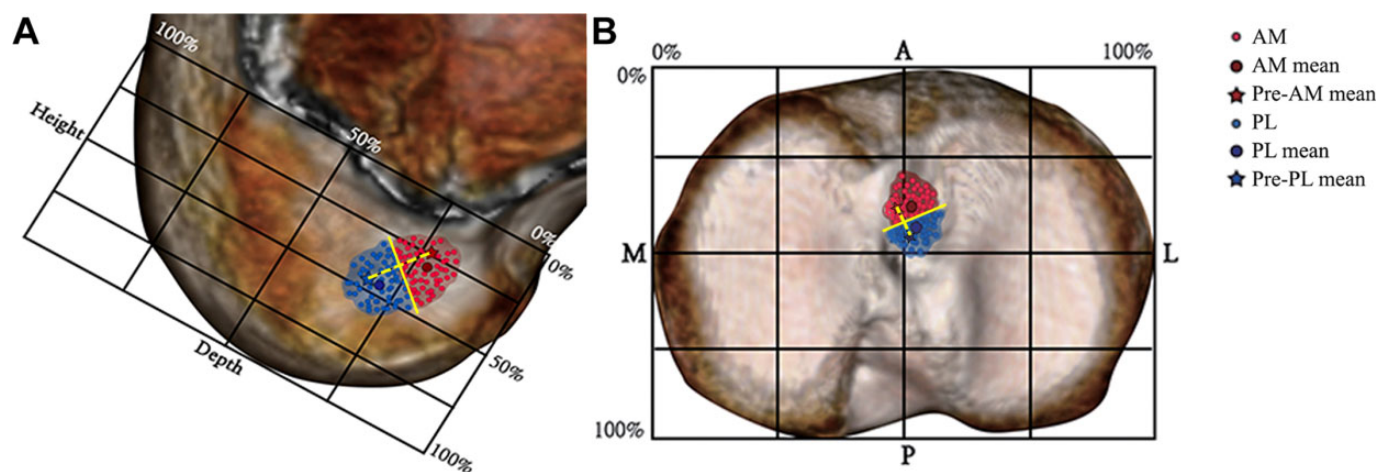 A
100%
Height
50%
0%
10%
50%
Depth
100%
B
0%
A
100%
0%
M
L
100%
P
AM
AM mean
Pre-AM mean
PL
PL mean
Pre-PL mean